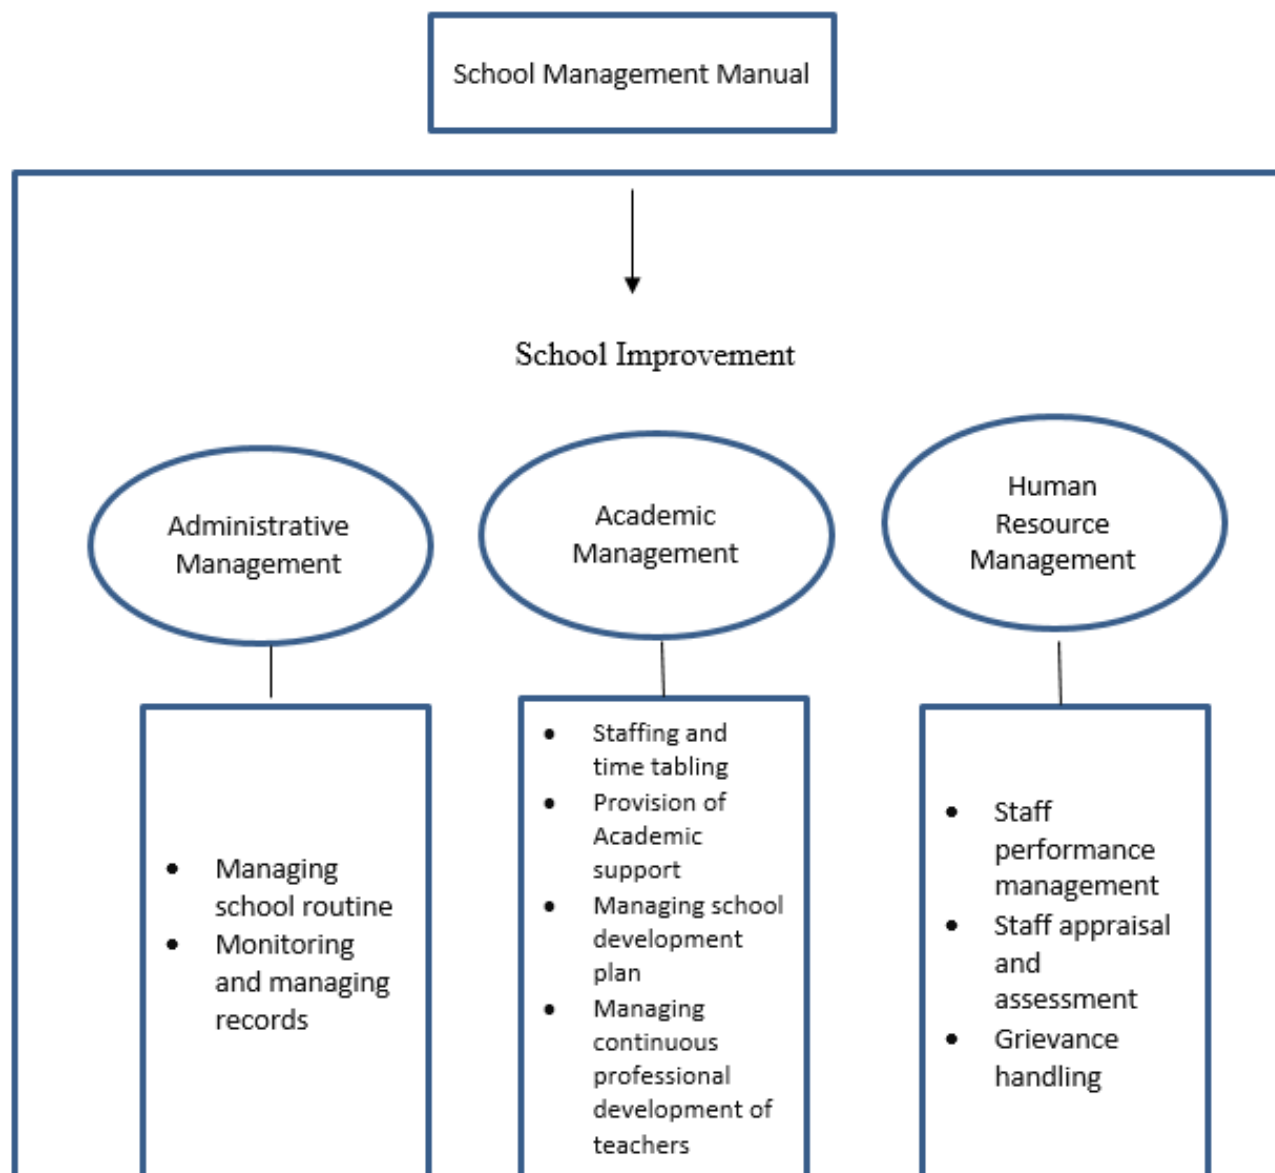 School Management Manual
School Improvement
Administrative
Management
Academic
Management
Human
Resource
Management
• Managing
school routine
• Monitoring
and managing
records
• Staffing and
time tabling
• Provision of
Academic
support
• Managing school
development
plan
• Managing
continuous
professional
development of
teachers
• Staff
performance
management
• Staff appraisal
and
assessment
• Grievance
handling